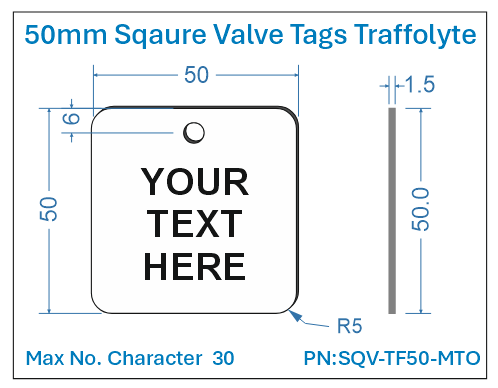 50mm Sqaure Valve Tags Traffolyte
50
1.5
6
50
50.0
YOUR
TEXT
HERE
R5
Max No. Character 30
PN:SQV-TF50-MTO